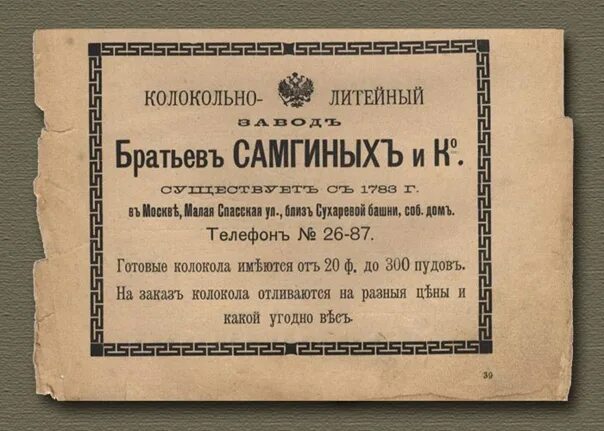 КОЛОКОЛЬНО- ЛИТЕЙНЫЙ
ЗАВОДЪ
Братьевъ САМГИНЫХЪ и Кº.
СУЩЕСТВУЕТЪ СЪ 1783 Г.
въ Москвѣ, Малая Спасская ул., близъ Сухаревой башни, соб. домъ.
Телефонъ № 26-87.
Готовые колокола имѣются отъ 20 ф. до 300 пудовъ.
На заказъ колокола отливаются на разныя цѣны и
какой угодно вѣсъ.
39